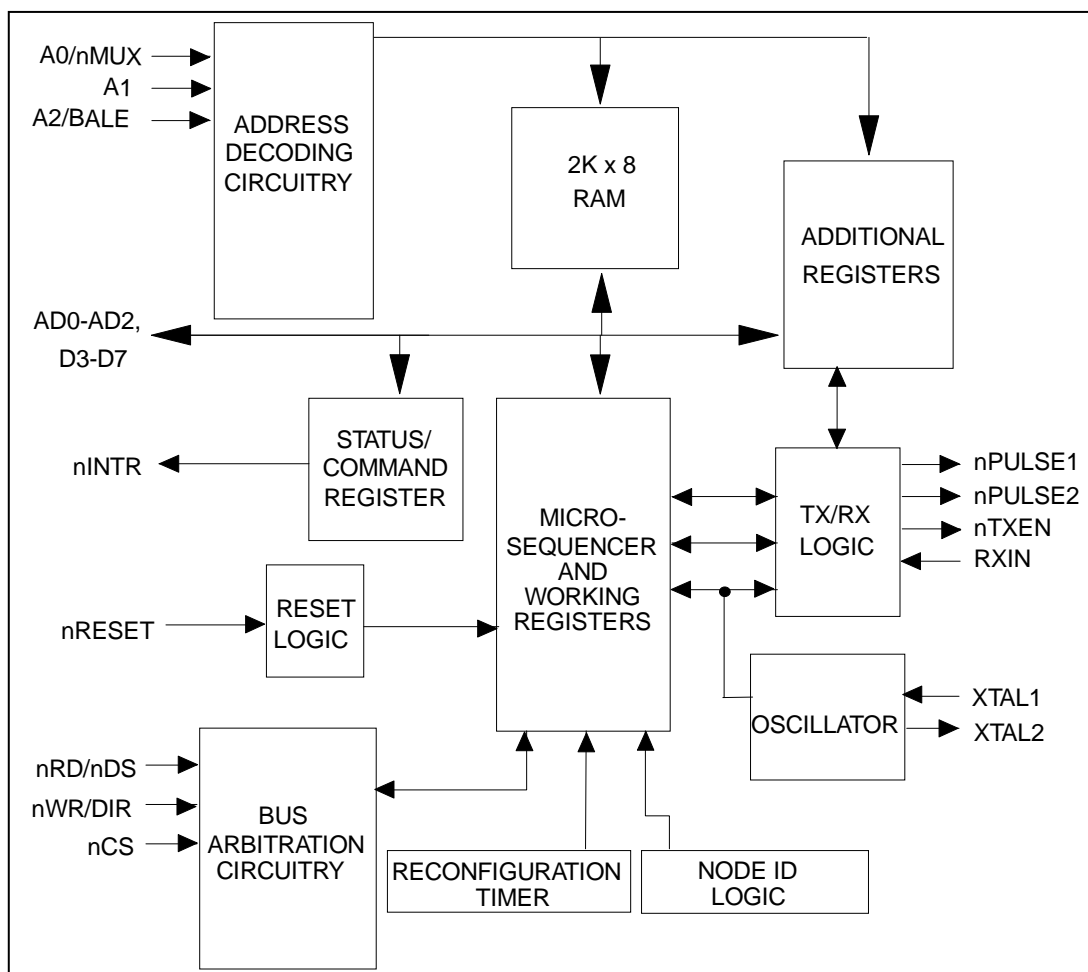 A0/nMUX
A1
A2/BALE
ADDRESS
DECODING
CIRCUITRY
2K x 8
RAM
ADDITIONAL
REGISTERS
AD0-AD2,
D3-D7
nINTR
STATUS/
COMMAND
REGISTER
MICRO-
SEQUENCER
AND
WORKING
REGISTERS
TX/RX
LOGIC
nPULSE1
nPULSE2
nTXEN
RXIN
nRESET
RESET
LOGIC
OSCILLATOR
XTAL1
XTAL2
nRD/nDS
nWR/DIR
nCS
BUS
ARBITRATION
CIRCUITRY
RECONFIGURATION
TIMER
NODE ID
LOGIC